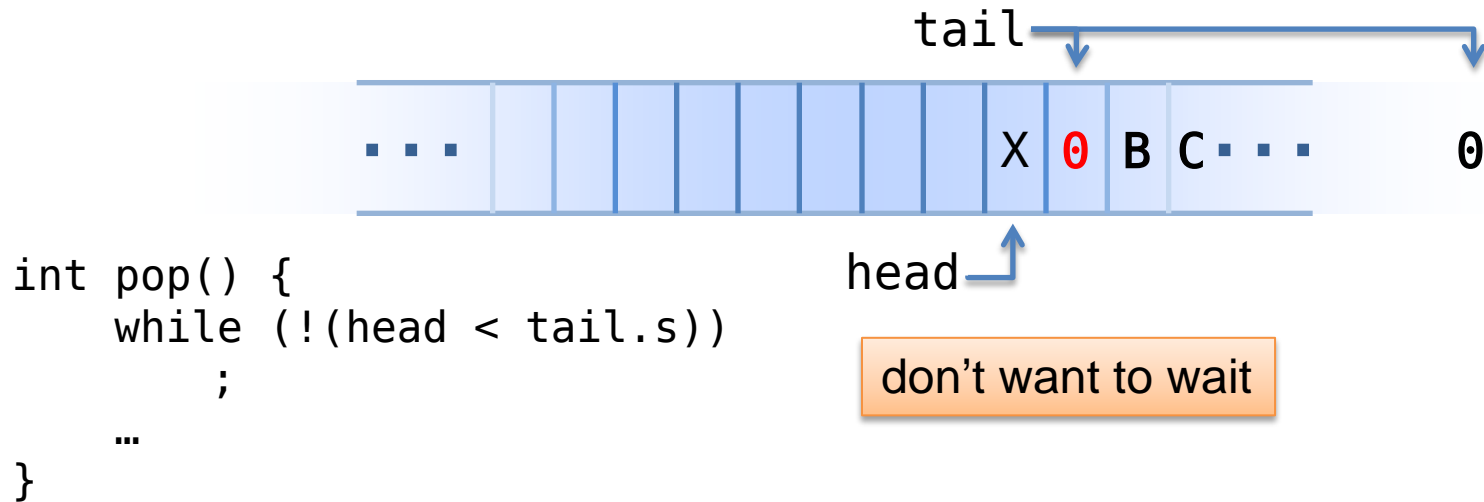 tail
... X 0 B C... 0
head
int pop() {
    while (!(head < tail.s))
        ;
    …
}
don’t want to wait